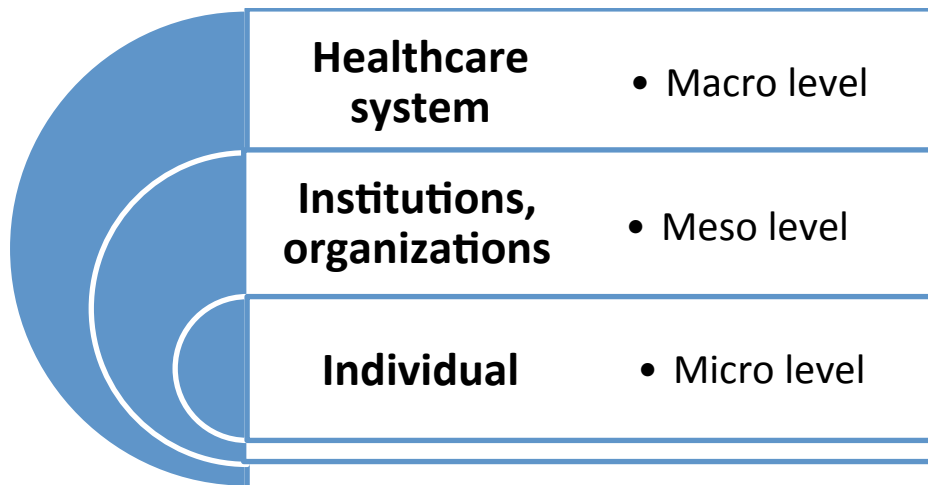 Healthcare
system
• Macro level
Institutions,
organizations
• Meso level
Individual
• Micro level